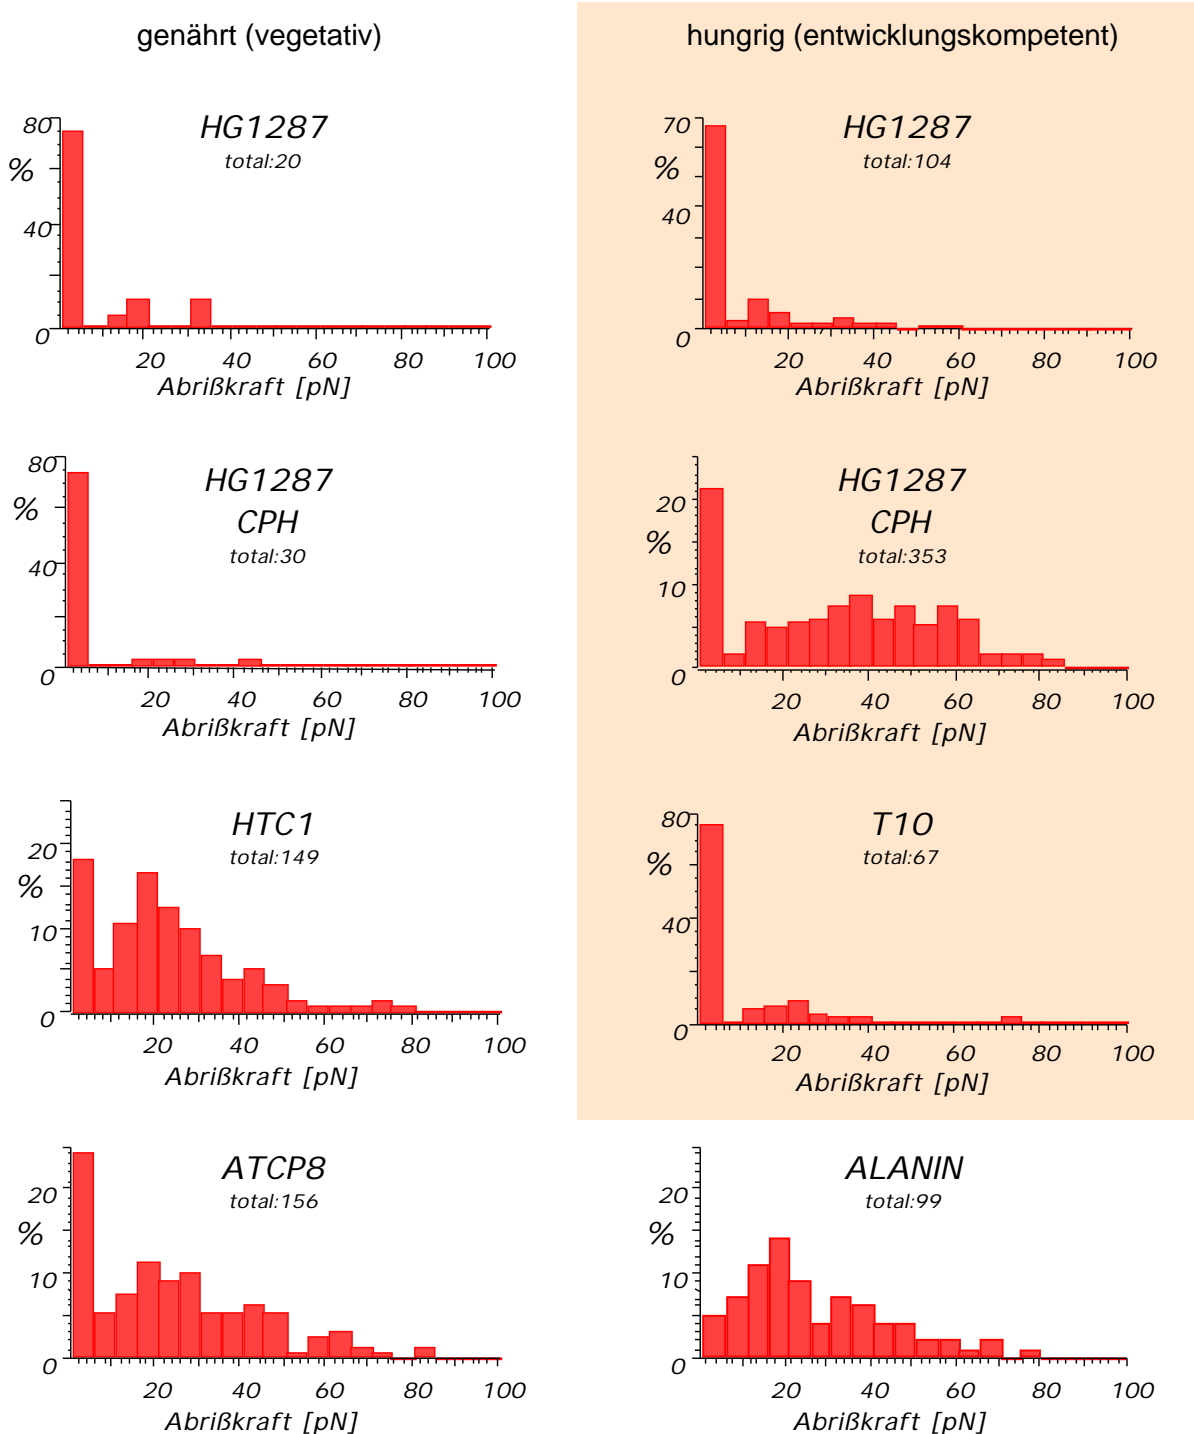 genährt (vegetativ)
hungrig (entwicklungskompetent)
80
%
40
0
HG1287
total:20
20 40 60 80 100
Abrißkraft [pN]
70
%
40
0
HG1287
total:104
20 40 60 80 100
Abrißkraft [pN]
80
%
40
0
HG1287
CPH
total:30
20 40 60 80 100
Abrißkraft [pN]
20
%
10
0
HG1287
CPH
total:353
20 40 60 80 100
Abrißkraft [pN]
20
%
10
0
HTC1
total:149
20 40 60 80 100
Abrißkraft [pN]
80
%
40
0
T10
total:67
20 40 60 80 100
Abrißkraft [pN]
20
%
10
0
ATCP8
total:156
20 40 60 80 100
Abrißkraft [pN]
20
%
10
0
ALANIN
total:99
20 40 60 80 100
Abrißkraft [pN]